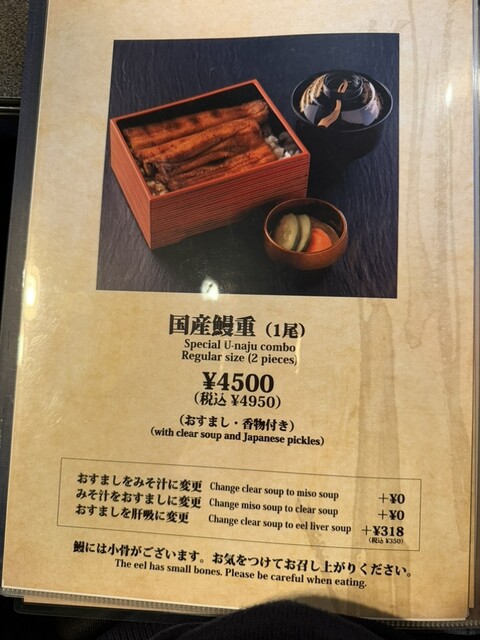 国産鰻重（1尾）
Special U-naju combo
Regular size (2 pieces)
¥4500
（税込 ¥4950）
（おすまし・香物付き）
(with clear soup and Japanese pickles)
おすましをみそ汁に変更 Change clear soup to miso soup ＋¥0
みそ汁をおすましに変更 Change miso soup to clear soup ＋¥0
おすましを肝吸に変更 Change clear soup to eel liver soup ＋¥318
（税込 ¥350）
鰻には小骨がございます。お気をつけてお召し上がりください。
The eel has small bones. Please be careful when eating.